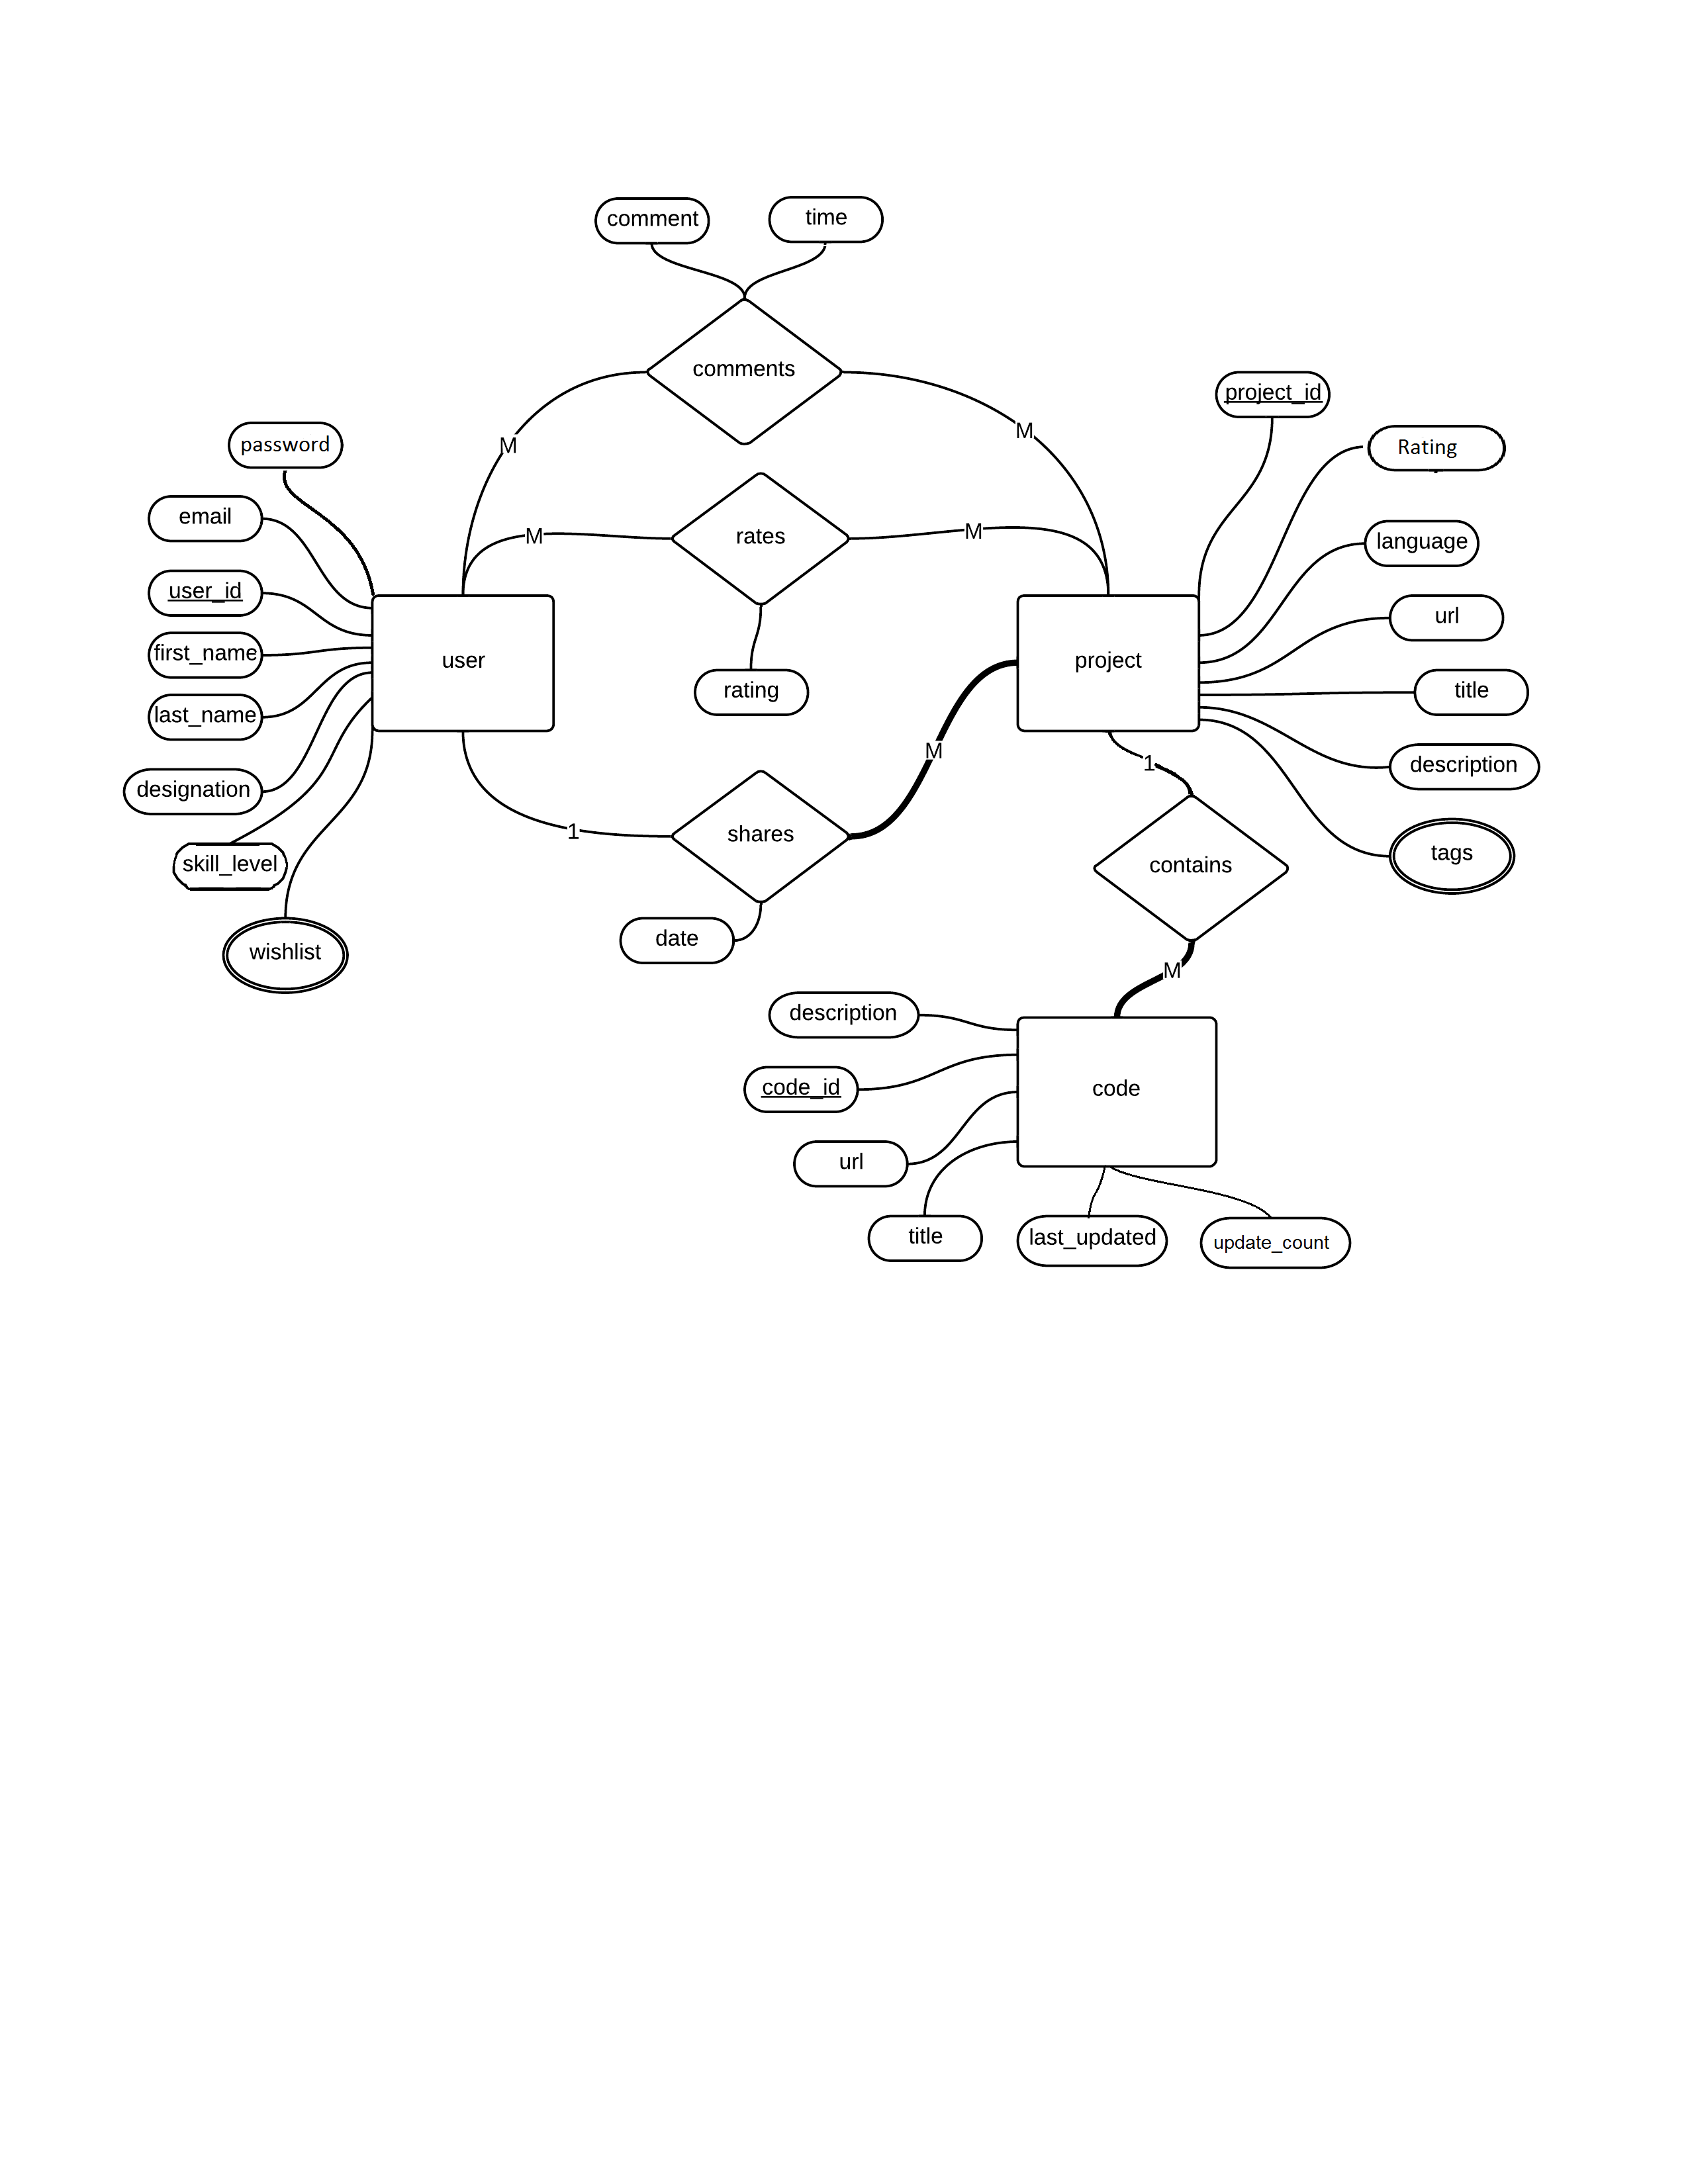 comment
time
comments
project_id
M
M
password
Rating
email
rates
M
M
language
user_id
url
first_name
user
project
rating
title
last_name
M
1
description
designation
shares
1
tags
skill_level
contains
date
wishlist
M
description
code_id
code
url
title
last_updated
update_count